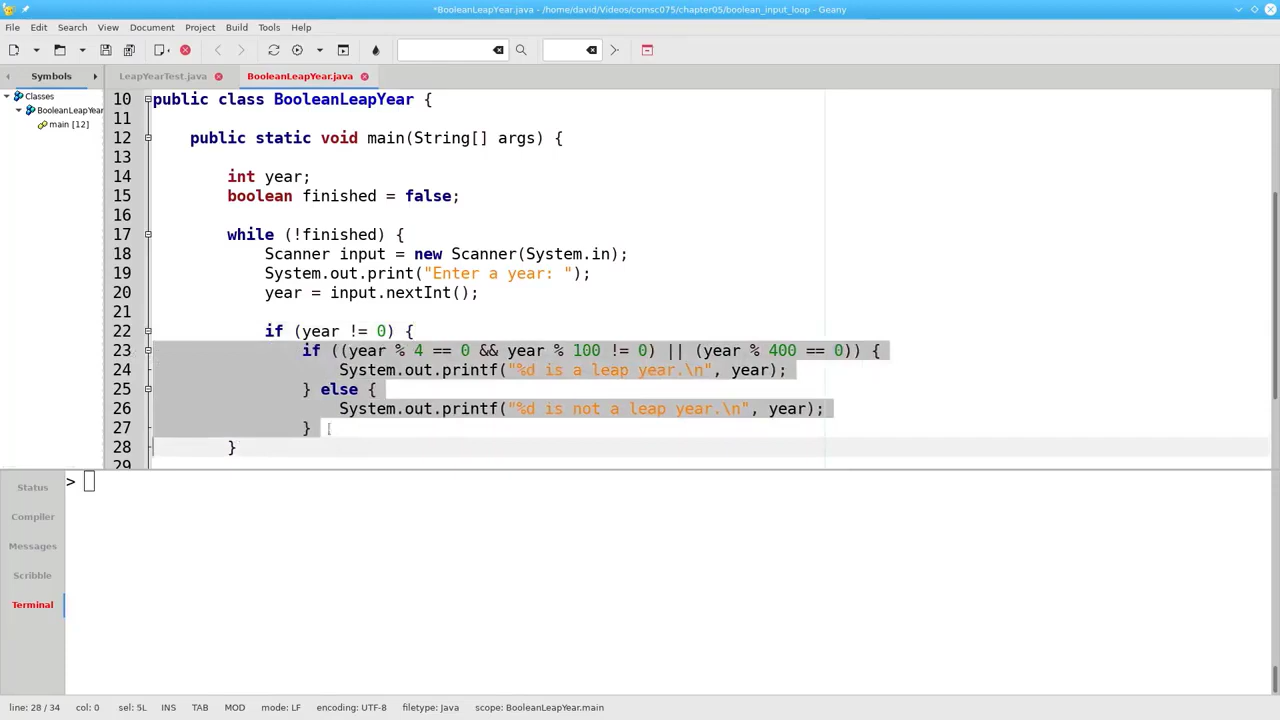 *BooleanLeapYear.java - /home/david/Videos/comsc075/chapter05/boolean_input_loop - Geany
File Edit Search View Document Project Build Tools Help
Symbols LeapYearTest.java BooleanLeapYear.java
Classes
BooleanLeapYear
main [12]
10 public class BooleanLeapYear {
11
12 public static void main(String[] args) {
13
14 int year;
15 boolean finished = false;
16
17 while (!finished) {
18 Scanner input = new Scanner(System.in);
19 System.out.print("Enter a year: ");
20 year = input.nextInt();
21
22 if (year != 0) {
23 if ((year % 4 == 0 && year % 100 != 0) || (year % 400 == 0)) {
24 System.out.printf("%d is a leap year.\n", year);
25 } else {
26 System.out.printf("%d is not a leap year.\n", year);
27 }
28 }
29
>
Status
Compiler
Messages
Scribble
Terminal
line: 28 / 34 col: 0 sel: 5L INS TAB MOD mode: LF encoding: UTF-8 filetype: Java scope: BooleanLeapYear.main